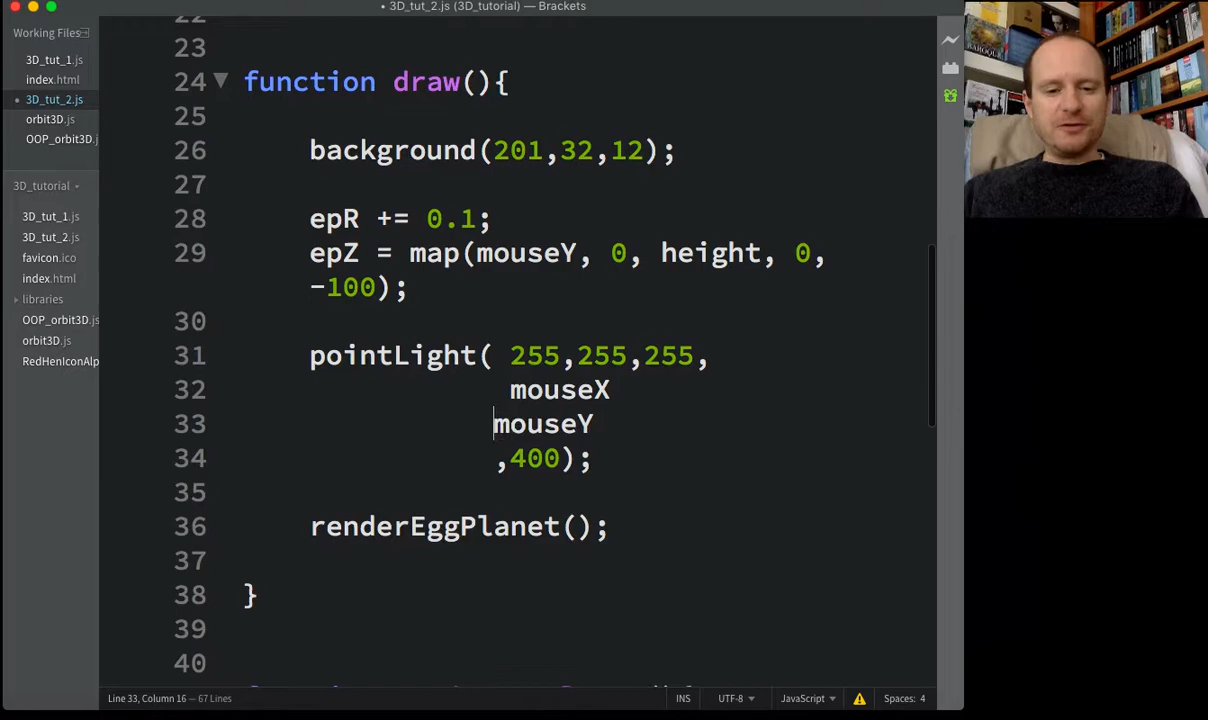 3D_tut_2.js (3D_tutorial) — Brackets
Working Files
3D_tut_1.js
index.html
3D_tut_2.js
orbit3D.js
OOP_orbit3D.j
3D_tutorial
3D_tut_1.js
3D_tut_2.js
favicon.ico
index.html
libraries
OOP_orbit3D.js
orbit3D.js
RedHenIconAlp
22
23
24 function draw(){
25
26 background(201,32,12);
27
28 epR += 0.1;
29 epZ = map(mouseY, 0, height, 0,
-100);
30
31 pointLight( 255,255,255,
32 mouseX
33 mouseY
34 ,400);
35
36 renderEggPlanet();
37
38 }
39
40
Line 33, Column 16 — 67 Lines
INS
UTF-8
JavaScript
Spaces: 4
BAROQUE